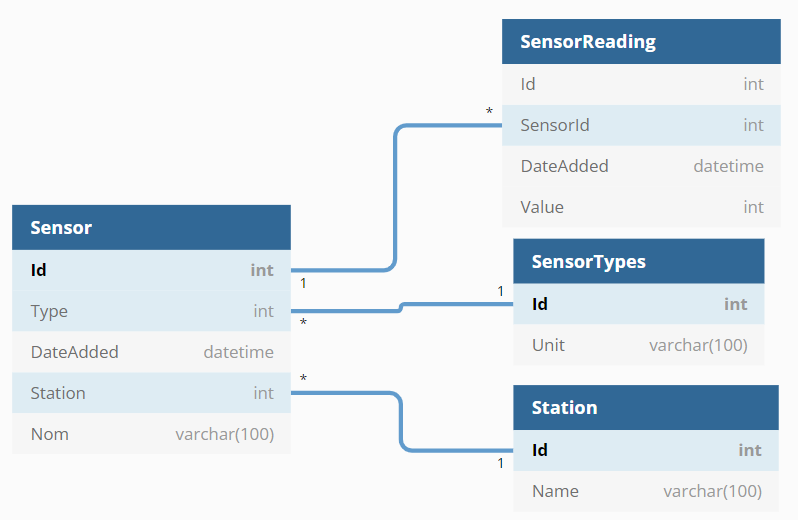 SensorReading
Id int
* SensorId int
DateAdded datetime
Value int
Sensor
Id int
1
Type int
*
DateAdded datetime
Station int
*
Nom varchar(100)
SensorTypes
1 Id int
Unit varchar(100)
Station
Id int
1
Name varchar(100)